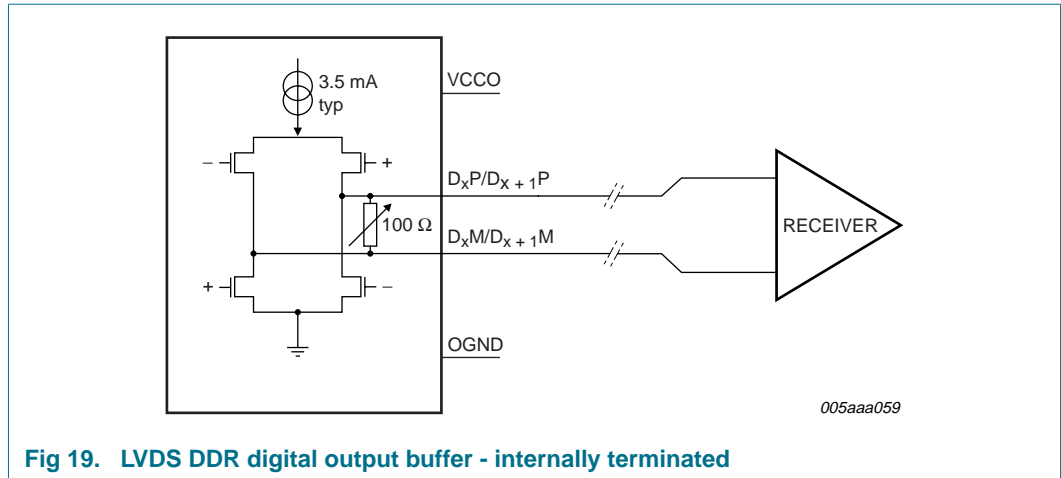 3.5 mA
typ
VCCO
− +
DxP/Dx + 1P
100 Ω
DxM/Dx + 1M
RECEIVER
+ −
OGND
005aaa059
Fig 19. LVDS DDR digital output buffer - internally terminated